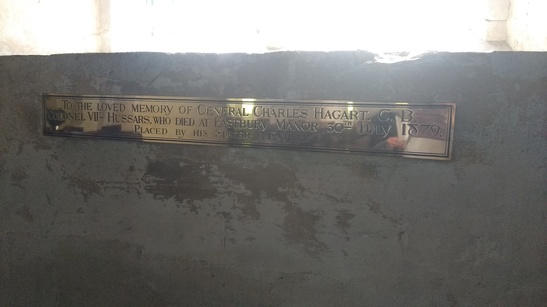 TO THE LOVED MEMORY OF GENERAL CHARLES HAGART, C.B.
COLONEL VIITH HUSSARS, WHO DIED AT EASTBURY MANOR 30TH JULY 1879.
PLACED BY HIS